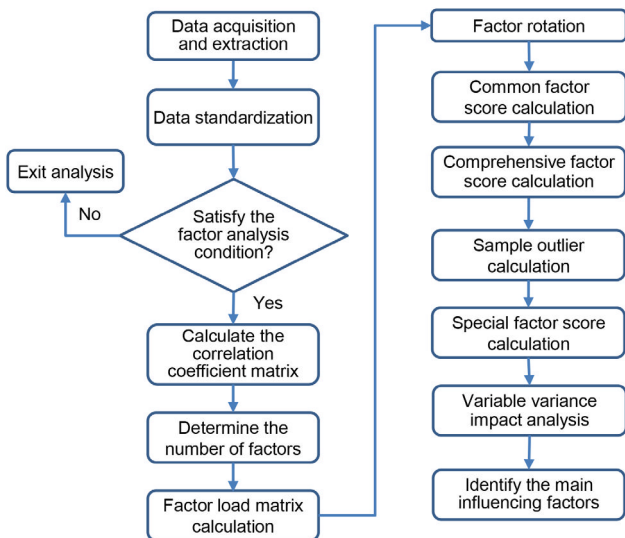 Data acquisition
and extraction
Data standardization
Exit analysis
No
Satisfy the
factor analysis
condition?
Yes
Calculate the
correlation
coefficient matrix
Determine the
number of factors
Factor load matrix
calculation
Factor rotation
Common factor
score calculation
Comprehensive factor
score calculation
Sample outlier
calculation
Special factor score
calculation
Variable variance
impact analysis
Identify the main
influencing factors